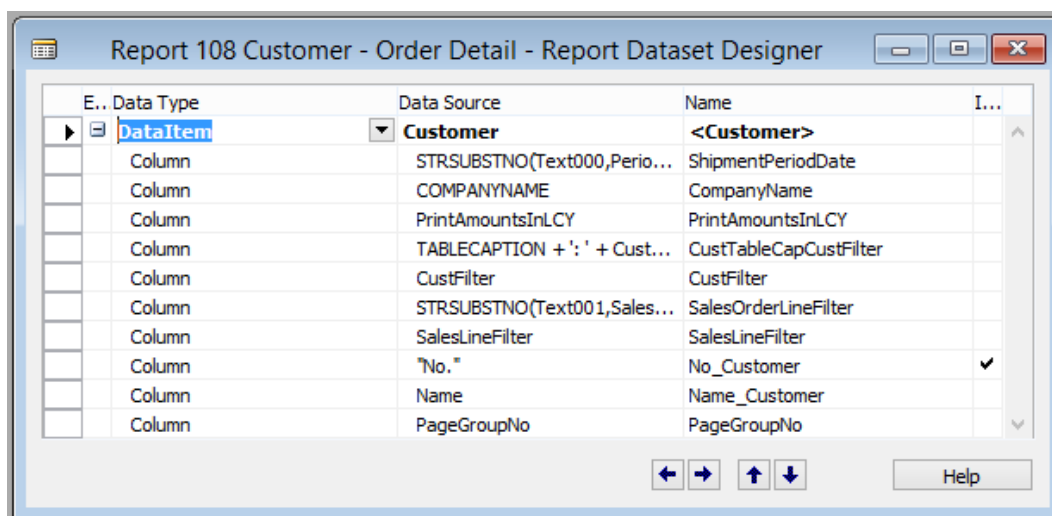 Report 108 Customer - Order Detail - Report Dataset Designer
E.. Data Type Data Source Name I...
DataItem Customer <Customer>
Column STRSUBSTNO(Text000,Perio... ShipmentPeriodDate
Column COMPANYNAME CompanyName
Column PrintAmountsInLCY PrintAmountsInLCY
Column TABLECAPTION + ': ' + Cust... CustTableCapCustFilter
Column CustFilter CustFilter
Column STRSUBSTNO(Text001,Sales... SalesOrderLineFilter
Column SalesLineFilter SalesLineFilter
Column "No." No_Customer
Column Name Name_Customer
Column PageGroupNo PageGroupNo
Help